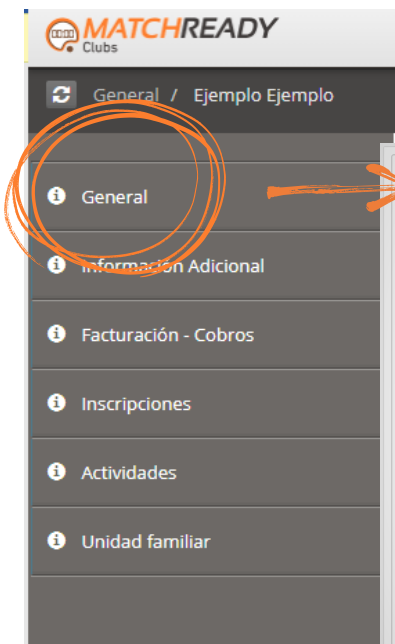 MATCHREADY
Clubs
General / Ejemplo Ejemplo
General
Información Adicional
Facturación - Cobros
Inscripciones
Actividades
Unidad familiar